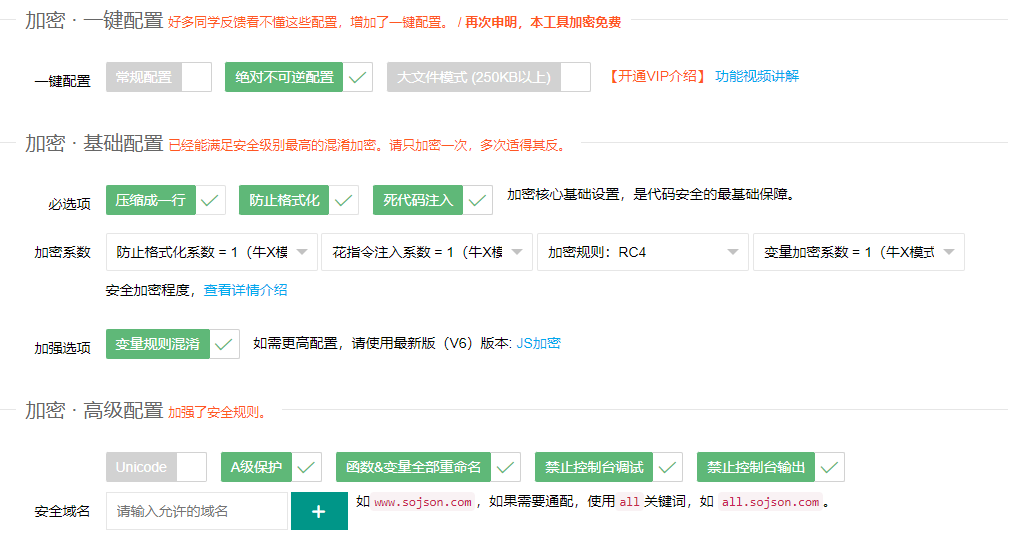 加密 · 一键配置 好多同学反馈看不懂这些配置，增加了一键配置。 / 再次申明，本工具加密免费
一键配置 常规配置 绝对不可逆配置 大文件模式 (250KB以上) 【开通VIP介绍】 功能视频讲解
加密 · 基础配置 已经能满足安全级别最高的混淆加密。请只加密一次，多次适得其反。
必选项 压缩成一行 防止格式化 死代码注入 加密核心基础设置，是代码安全的最基础保障。
加密系数 防止格式化系数 = 1（牛X模 花指令注入系数 = 1（牛X模 加密规则：RC4 变量加密系数 = 1（牛X模式
安全加密程度，查看详情介绍
加强选项 变量规则混淆 如需更高配置，请使用最新版（V6）版本: JS加密
加密 · 高级配置 加强了安全规则。
Unicode A级保护 函数&变量全部重命名 禁止控制台调试 禁止控制台输出
安全域名 请输入允许的域名 + 如 www.sojson.com ，如果需要通配，使用 all 关键词，如 all.sojson.com 。